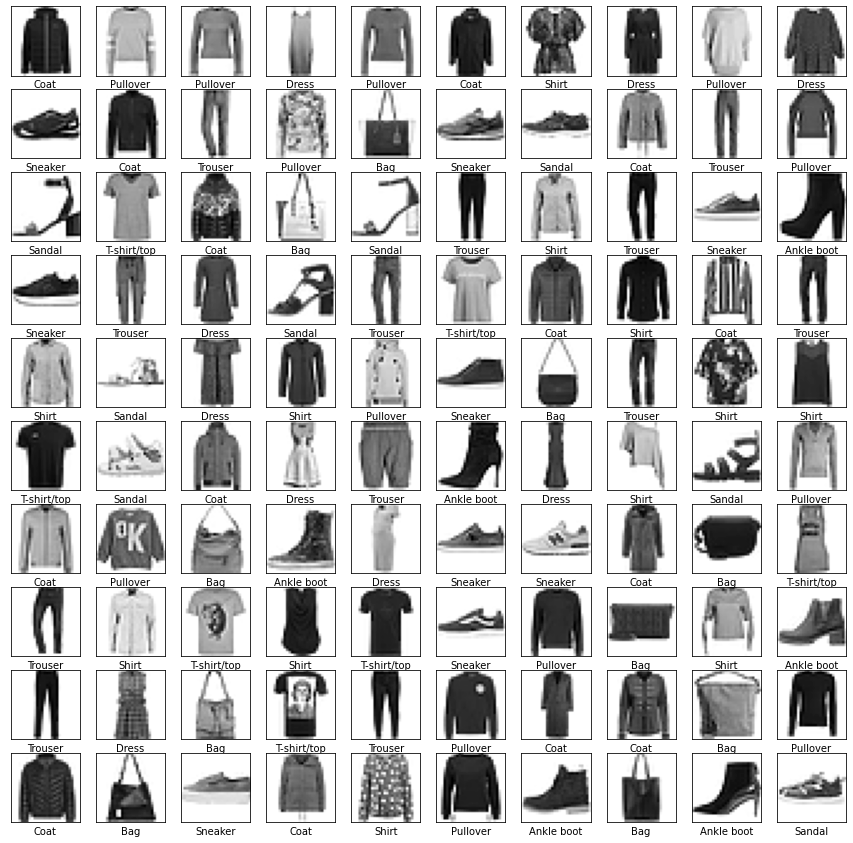 Coat Pullover Pullover Dress Pullover Coat Shirt Dress Pullover Dress
Sneaker Coat Trouser Pullover Bag Sneaker Sandal Coat Trouser Pullover
Sandal T-shirt/top Coat Bag Sandal Trouser Shirt Trouser Sneaker Ankle boot
Sneaker Trouser Dress Sandal Trouser T-shirt/top Coat Shirt Coat Trouser
Shirt Sandal Dress Shirt Pullover Sneaker Bag Trouser Shirt Shirt
T-shirt/top Sandal Coat Dress Trouser Ankle boot Dress Shirt Sandal Pullover
OK
Coat Pullover Bag Ankle boot Dress Sneaker Sneaker Coat Bag T-shirt/top
Trouser Shirt T-shirt/top Shirt T-shirt/top Sneaker Pullover Bag Shirt Ankle boot
Trouser Dress Bag T-shirt/top Trouser Pullover Coat Coat Bag Pullover
Coat Bag Sneaker Coat Shirt Pullover Ankle boot Bag Ankle boot Sandal